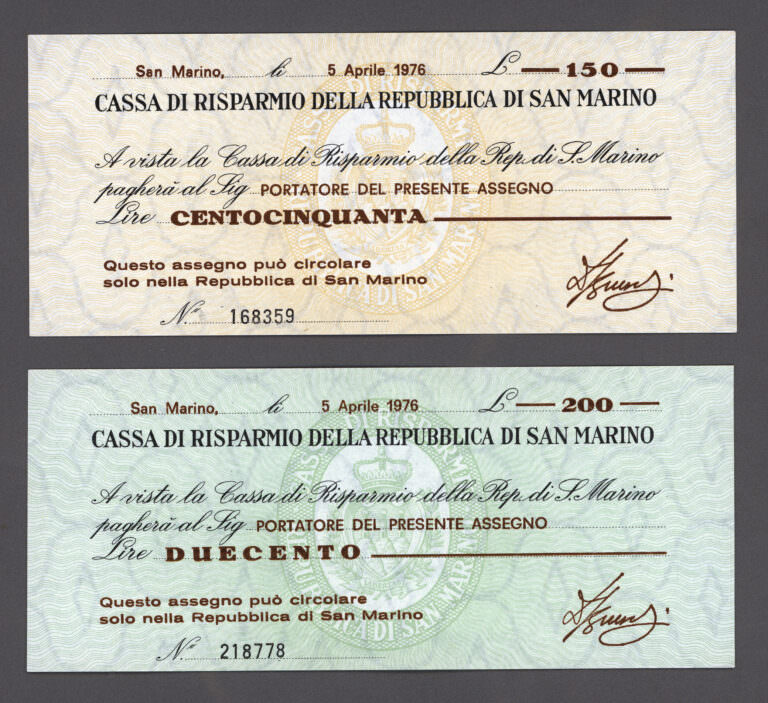 San Marino, li 5 Aprile 1976 L 150
CASSA DI RISPARMIO DELLA REPUBBLICA DI SAN MARINO
A vista la Cassa di Risparmio della Rep. di S. Marino
pagherà al Sig PORTATORE DEL PRESENTE ASSEGNO
Lire CENTOCINQUANTA
Questo assegno può circolare
solo nella Repubblica di San Marino
N.º 168359
San Marino, li 5 Aprile 1976 L 200
CASSA DI RISPARMIO DELLA REPUBBLICA DI SAN MARINO
A vista la Cassa di Risparmio della Rep. di S. Marino
pagherà al Sig PORTATORE DEL PRESENTE ASSEGNO
Lire DUECENTO
Questo assegno può circolare
solo nella Repubblica di San Marino
N.º 218778